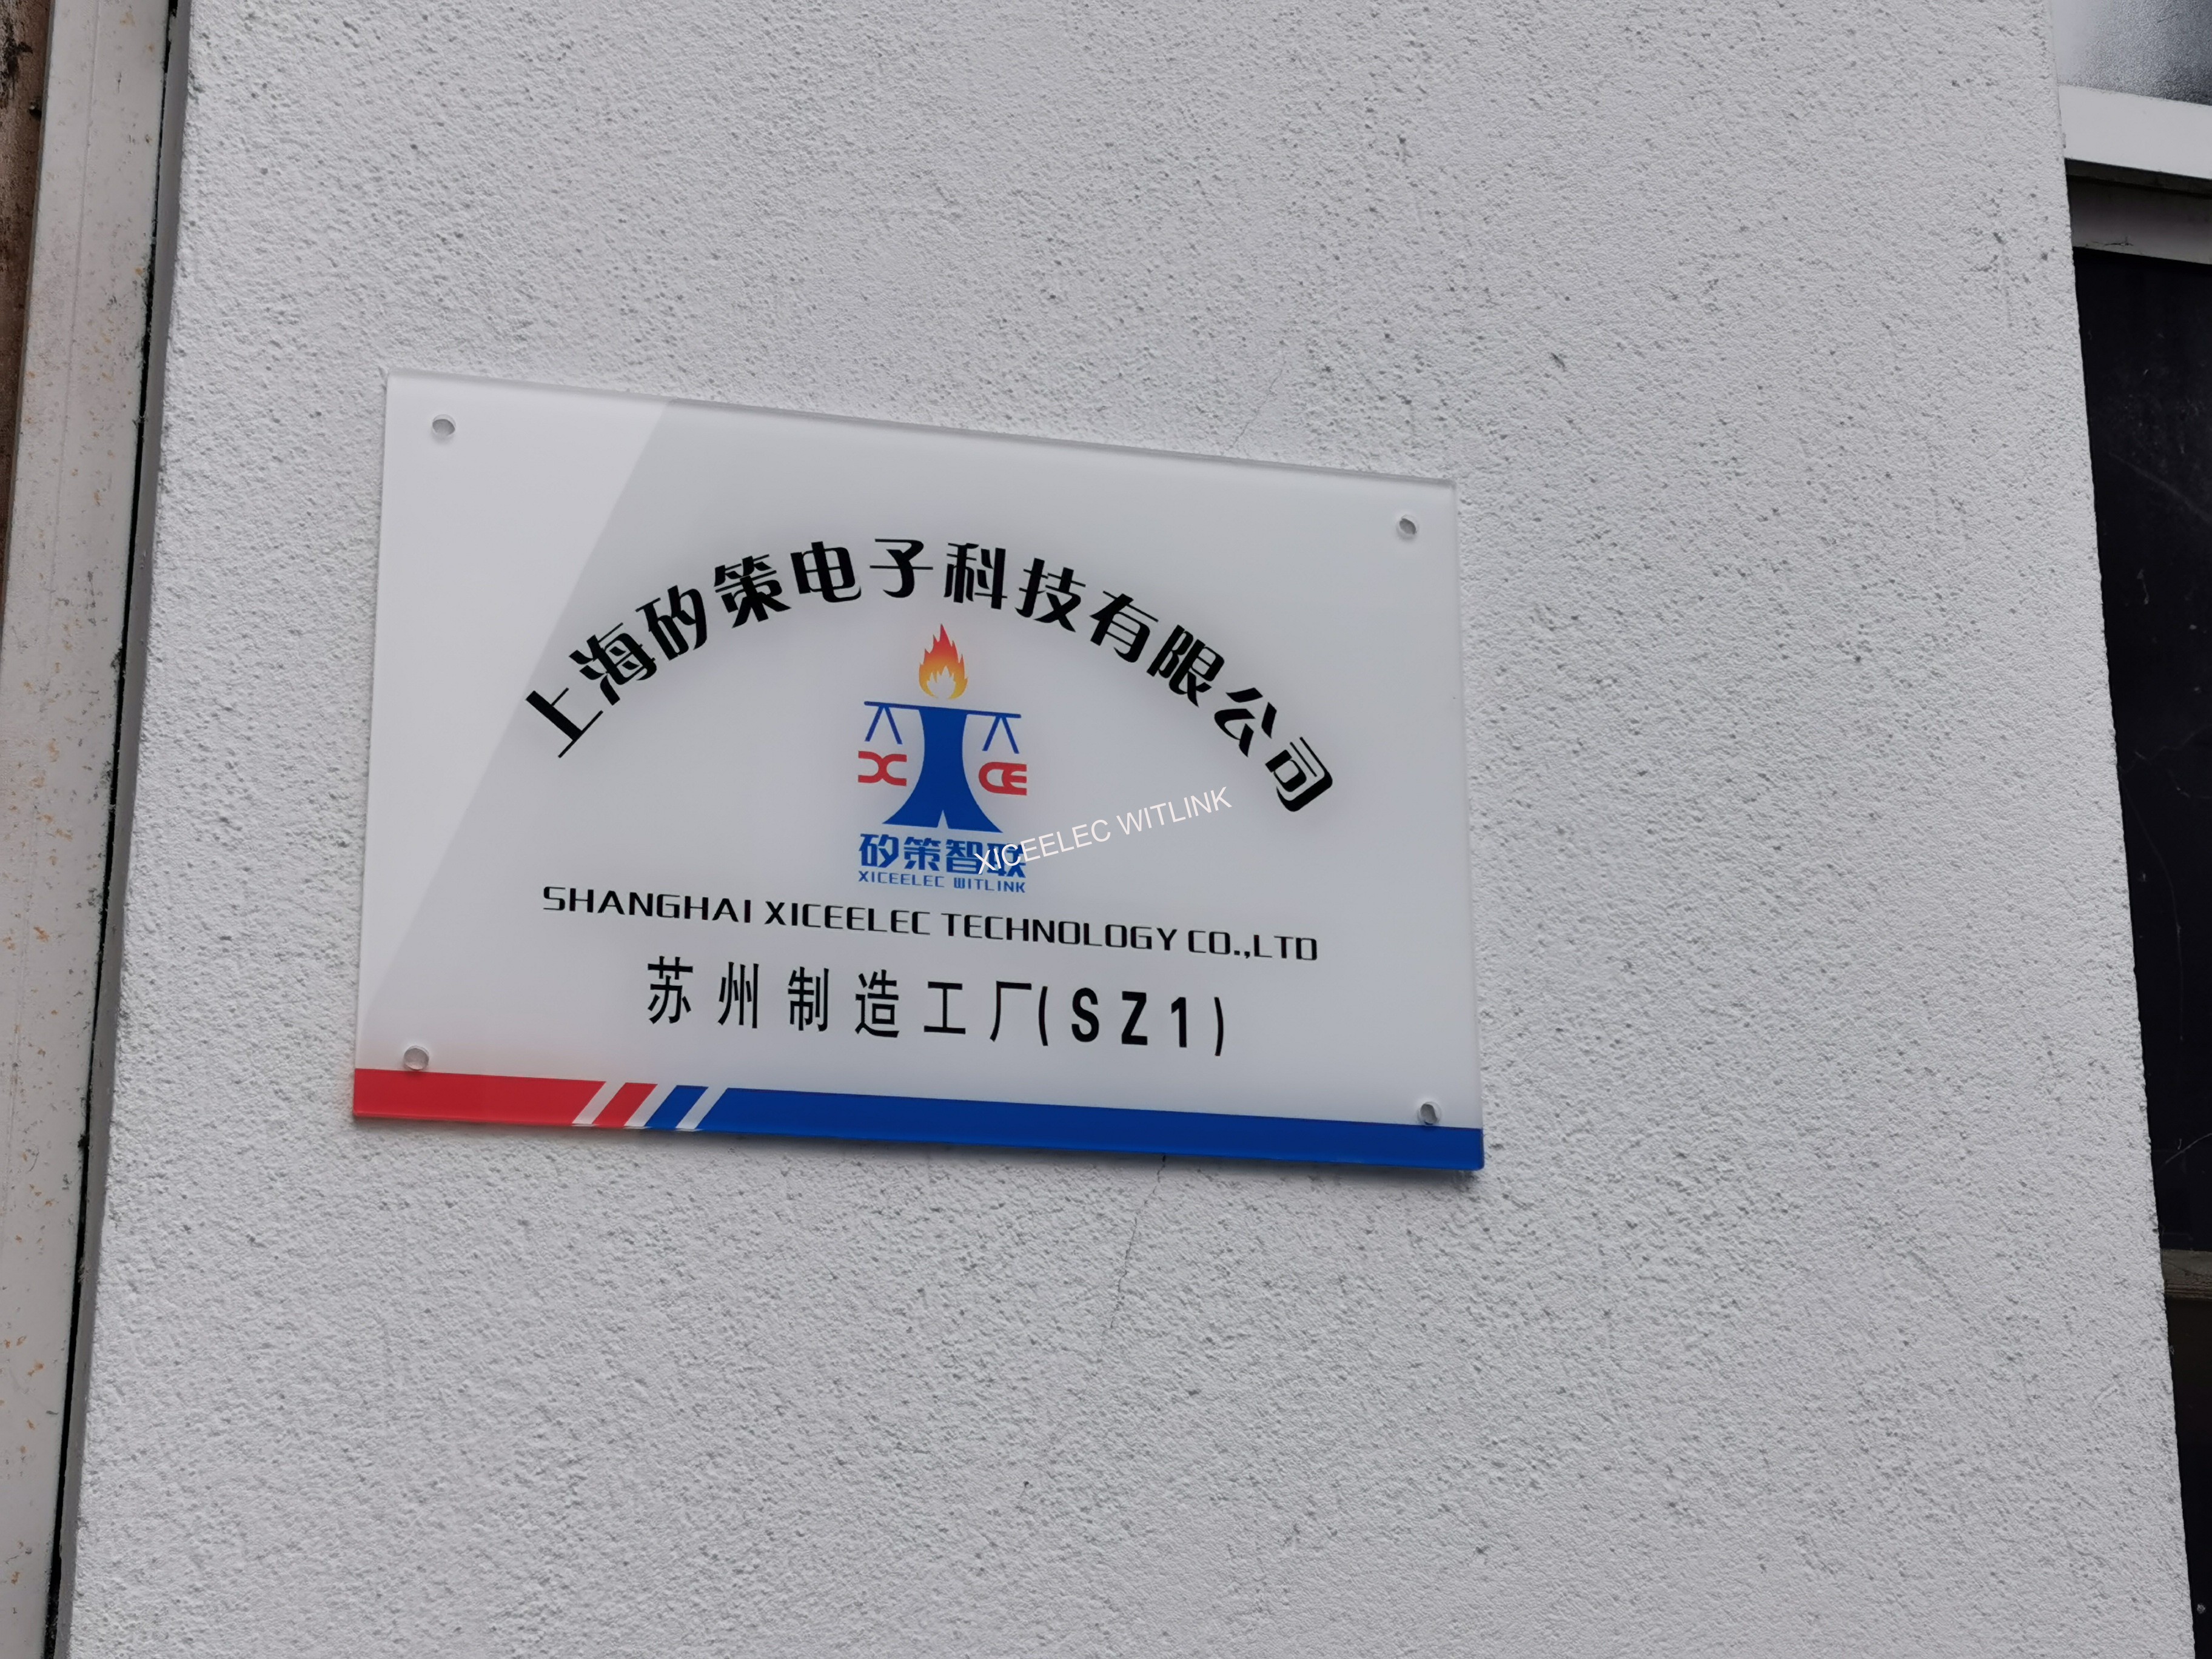 上海矽策电子科技有限公司
XCE
矽策智联
XICEELEC WITLINK
XICEELEC WITLINK
SHANGHAI XICEELEC TECHNOLOGY CO.,LTD
苏州制造工厂(SZ1)